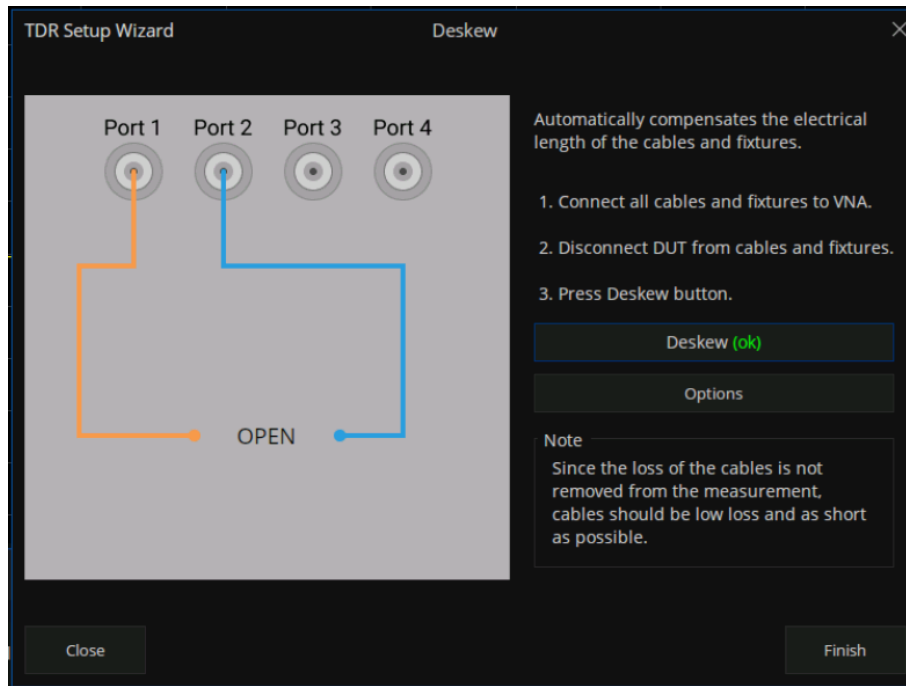 TDR Setup Wizard
Deskew
Port 1 Port 2 Port 3 Port 4
OPEN
Automatically compensates the electrical
length of the cables and fixtures.
1. Connect all cables and fixtures to VNA.
2. Disconnect DUT from cables and fixtures.
3. Press Deskew button.
Deskew (ok)
Options
Note
Since the loss of the cables is not
removed from the measurement,
cables should be low loss and as short
as possible.
Close
Finish